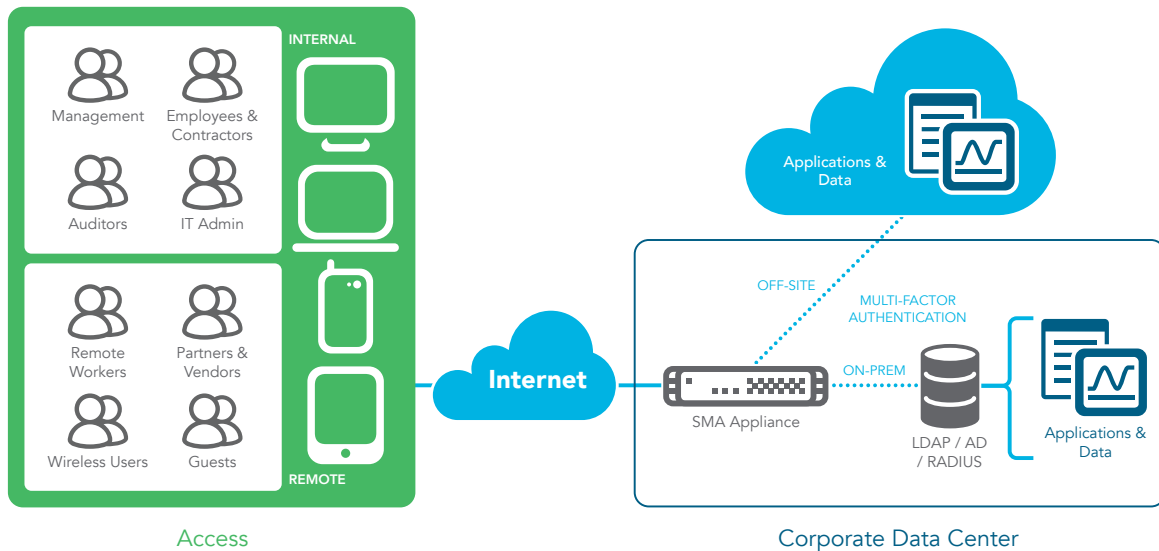 INTERNAL
Management
Employees &
Contractors
Auditors
IT Admin
Remote
Workers
Partners &
Vendors
Wireless Users
Guests
REMOTE
Access
Internet
Applications &
Data
OFF-SITE
MULTI-FACTOR
AUTHENTICATION
ON-PREM
SMA Appliance
LDAP / AD
/ RADIUS
Applications &
Data
Corporate Data Center